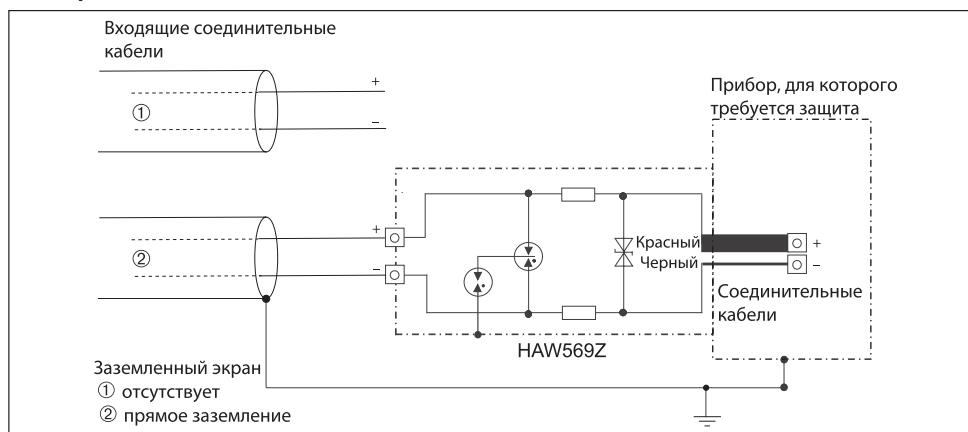 Входящие соединительные
кабели
+
①
−
Прибор, для которого
требуется защита
+
②
−
Красный
Черный
+
−
Соединительные
кабели
HAW569Z
Заземленный экран
① отсутствует
② прямое заземление